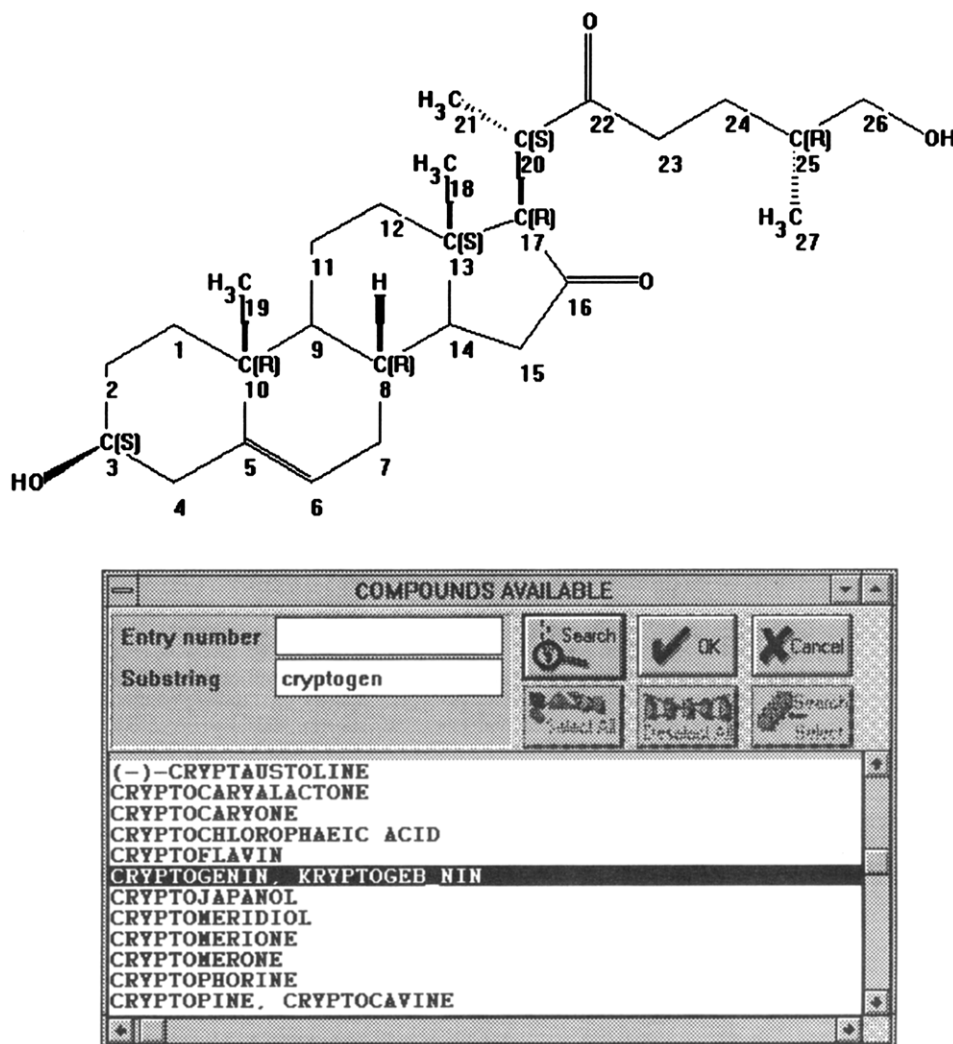 O
H₃C
21
C(S)
20
22
23
24
C(R)
25
26
OH
H₃C
27
H₃C
18
12
C(S)
13
C(R)
17
O
16
11
H
H₃C
19
1
9
14
15
2
C(R)
10
C(R)
8
C(S)
3
HO
4
5
6
7
COMPOUNDS AVAILABLE
Entry number
Substring cryptogen
Search OK Cancel
Select All Deselect All Search Select
(-)-CRYPTAUSTOLINE
CRYPTOCARYALACTONE
CRYPTOCARYONE
CRYPTOCHLOROPHAEIC ACID
CRYPTOFLAVIN
CRYPTOGENIN, KRYPTOGEB NIN
CRYPTOJAPANOL
CRYPTOMERIDIOL
CRYPTOMERIONE
CRYPTOMERONE
CRYPTOPHORINE
CRYPTOPINE, CRYPTOCAVINE